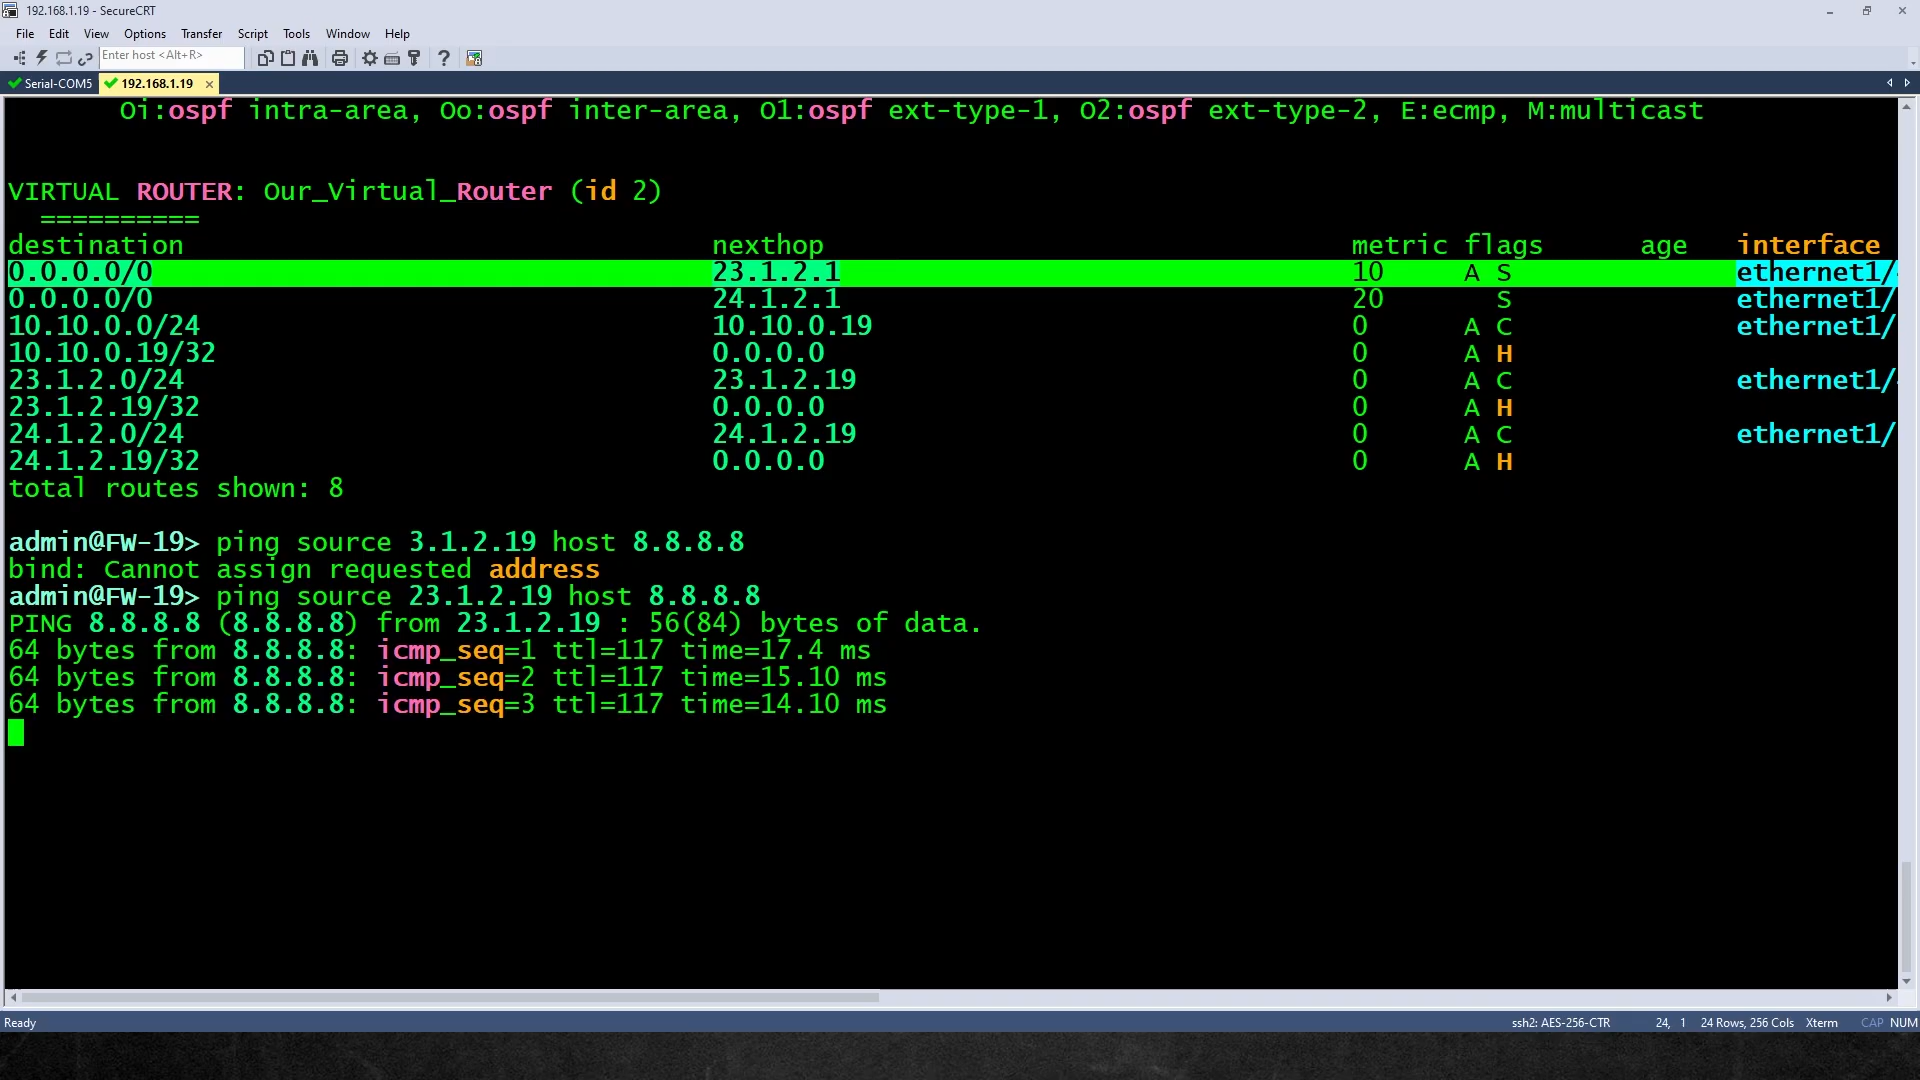 192.168.1.19 - SecureCRT
File Edit View Options Transfer Script Tools Window Help
Enter host <Alt+R>
Serial-COM5 192.168.1.19
Oi:ospf intra-area, Oo:ospf inter-area, O1:ospf ext-type-1, O2:ospf ext-type-2, E:ecmp, M:multicast
VIRTUAL ROUTER: Our_Virtual_Router (id 2)
==========
destination nexthop metric flags age interface
0.0.0.0/0 23.1.2.1 10 A S ethernet1/
0.0.0.0/0 24.1.2.1 20 S ethernet1/
10.10.0.0/24 10.10.0.19 0 A C ethernet1/
10.10.0.19/32 0.0.0.0 0 A H
23.1.2.0/24 23.1.2.19 0 A C ethernet1/
23.1.2.19/32 0.0.0.0 0 A H
24.1.2.0/24 24.1.2.19 0 A C ethernet1/
24.1.2.19/32 0.0.0.0 0 A H
total routes shown: 8
admin@FW-19> ping source 3.1.2.19 host 8.8.8.8
bind: Cannot assign requested address
admin@FW-19> ping source 23.1.2.19 host 8.8.8.8
PING 8.8.8.8 (8.8.8.8) from 23.1.2.19 : 56(84) bytes of data.
64 bytes from 8.8.8.8: icmp_seq=1 ttl=117 time=17.4 ms
64 bytes from 8.8.8.8: icmp_seq=2 ttl=117 time=15.10 ms
64 bytes from 8.8.8.8: icmp_seq=3 ttl=117 time=14.10 ms
Ready ssh2: AES-256-CTR 24, 1 24 Rows, 256 Cols Xterm CAP NUM